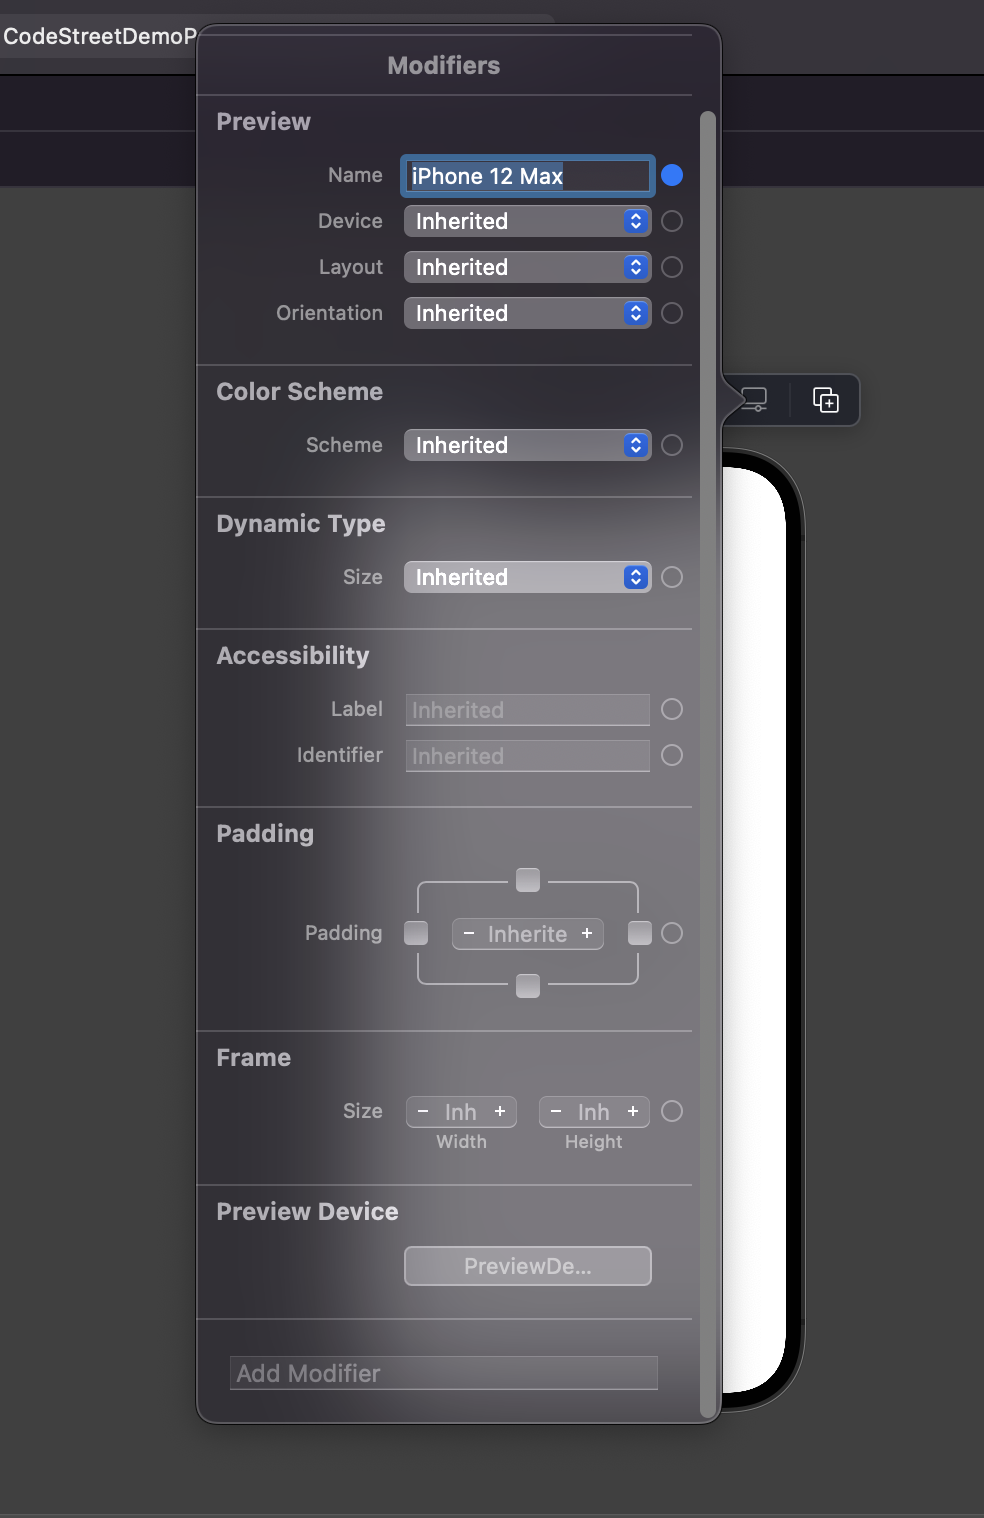 CodeStreetDemoP
Modifiers
Preview
Name iPhone 12 Max
Device Inherited
Layout Inherited
Orientation Inherited
Color Scheme
Scheme Inherited
Dynamic Type
Size Inherited
Accessibility
Label Inherited
Identifier Inherited
Padding
Padding - Inherite +
Frame
Size - Inh + - Inh +
Width Height
Preview Device
PreviewDe...
Add Modifier